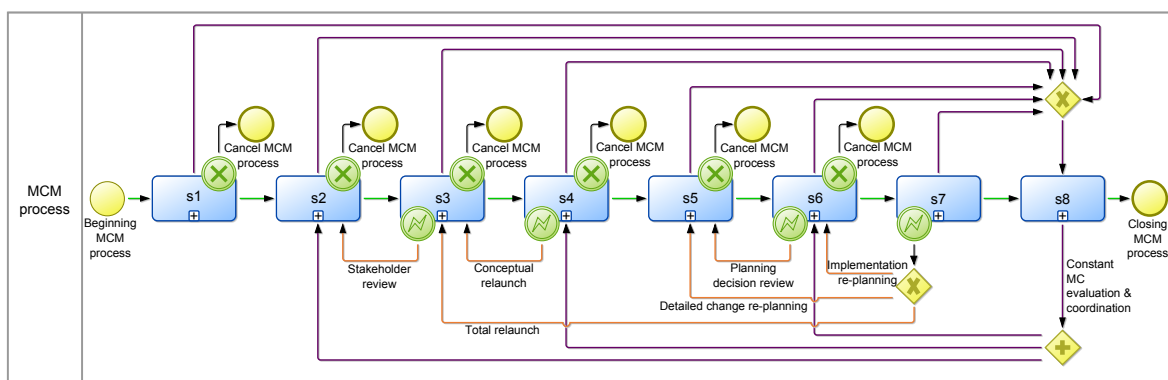 MCM
process
Beginning
MCM
process
s1
s2
s3
s4
s5
s6
s7
s8
Cancel MCM
process
Cancel MCM
process
Cancel MCM
process
Cancel MCM
process
Cancel MCM
process
Cancel MCM
process
Closing
MCM
process
Stakeholder
review
Conceptual
relaunch
Planning
decision review
Implementation
re-planning
Constant
MC
evaluation &
coordination
Detailed change re-planning
Total relaunch